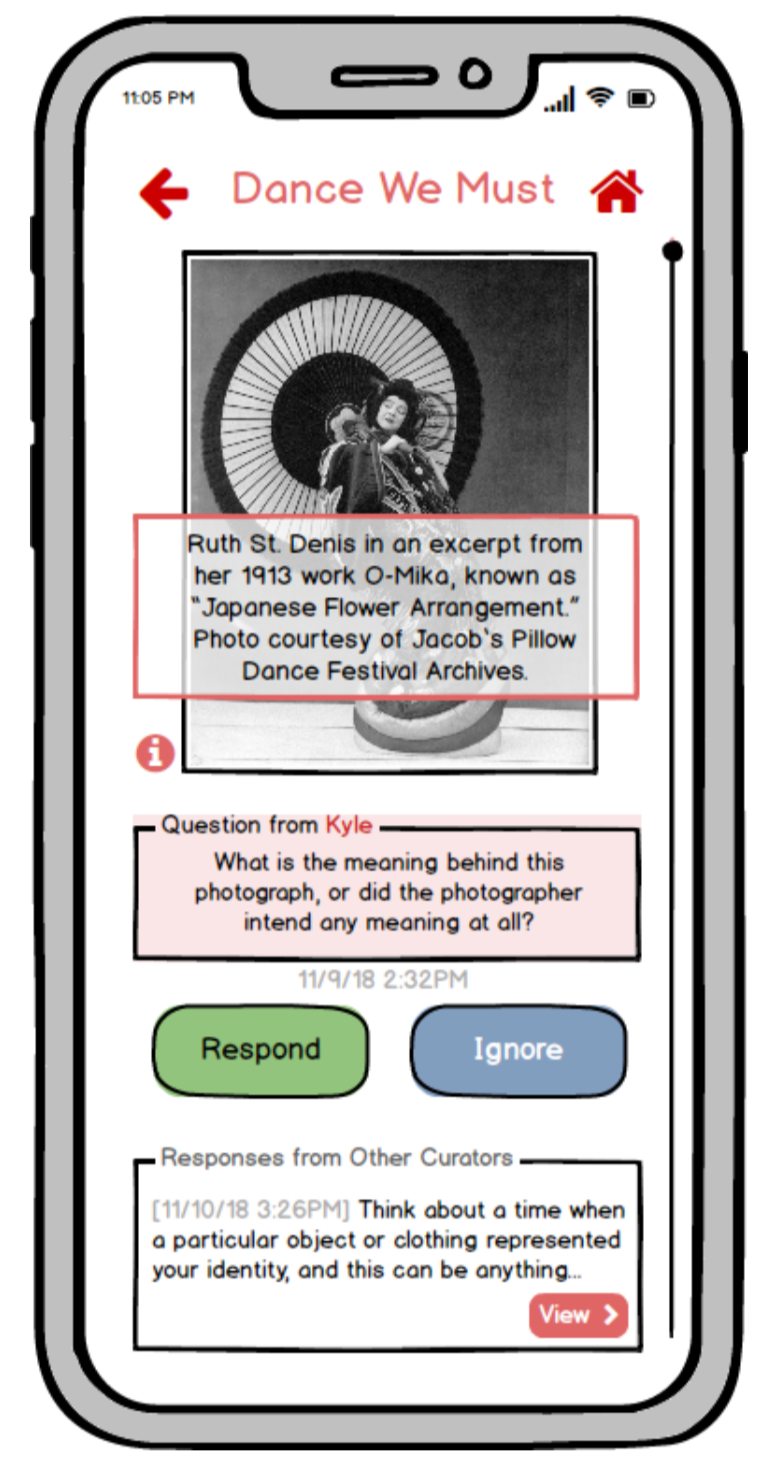 11:05 PM
Dance We Must
Ruth St. Denis in an excerpt from
her 1913 work O-Mika, known as
“Japanese Flower Arrangement.”
Photo courtesy of Jacob‘s Pillow
Dance Festival Archives.
Question from Kyle
What is the meaning behind this
photograph, or did the photographer
intend any meaning at all?
11/9/18 2:32PM
Respond
Ignore
Responses from Other Curators
[11/10/18 3:26PM] Think about a time when
a particular object or clothing represented
your identity, and this can be anything...
View